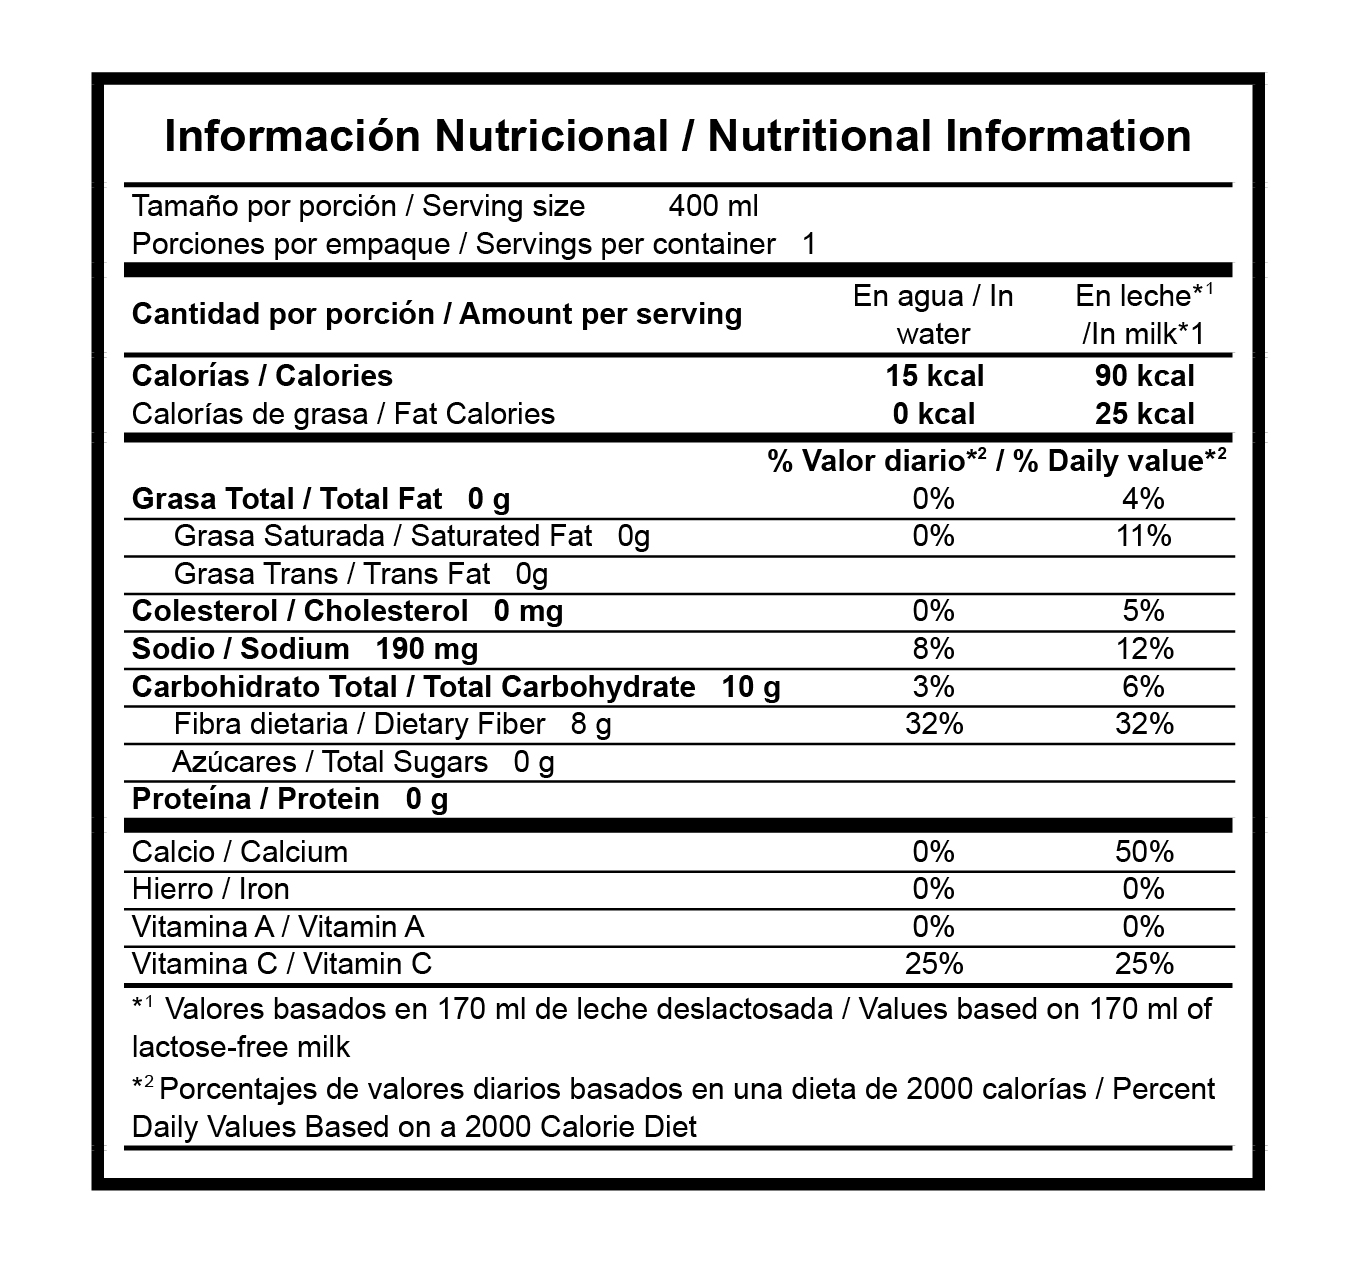 Información Nutricional / Nutritional Information
Tamaño por porción / Serving size 400 ml
Porciones por empaque / Servings per container 1
Cantidad por porción / Amount per serving
En agua / In
water
En leche*¹
/In milk*1
Calorías / Calories 15 kcal 90 kcal
Calorías de grasa / Fat Calories 0 kcal 25 kcal
% Valor diario*² / % Daily value*²
Grasa Total / Total Fat 0 g 0% 4%
Grasa Saturada / Saturated Fat 0g 0% 11%
Grasa Trans / Trans Fat 0g
Colesterol / Cholesterol 0 mg 0% 5%
Sodio / Sodium 190 mg 8% 12%
Carbohidrato Total / Total Carbohydrate 10 g 3% 6%
Fibra dietaria / Dietary Fiber 8 g 32% 32%
Azúcares / Total Sugars 0 g
Proteína / Protein 0 g
Calcio / Calcium 0% 50%
Hierro / Iron 0% 0%
Vitamina A / Vitamin A 0% 0%
Vitamina C / Vitamin C 25% 25%
*¹ Valores basados en 170 ml de leche deslactosada / Values based on 170 ml of
lactose-free milk
*² Porcentajes de valores diarios basados en una dieta de 2000 calorías / Percent
Daily Values Based on a 2000 Calorie Diet